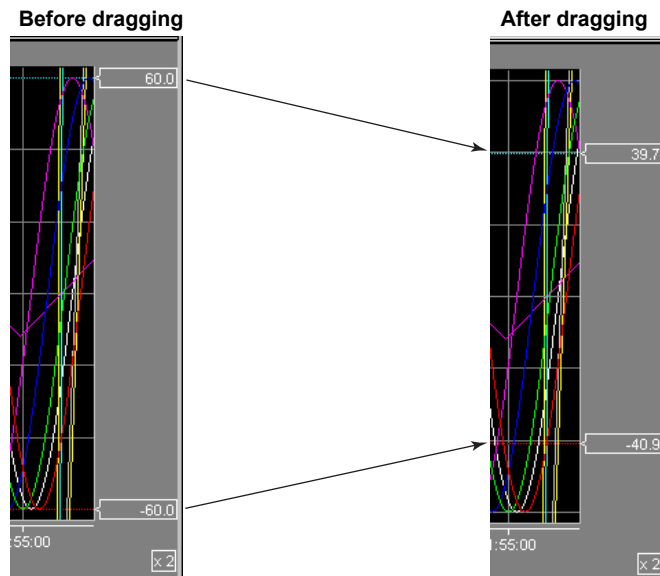 Before dragging
After dragging
60.0
39.7
-40.9
-60.0
:55:00
:55:00
x 2
x 2